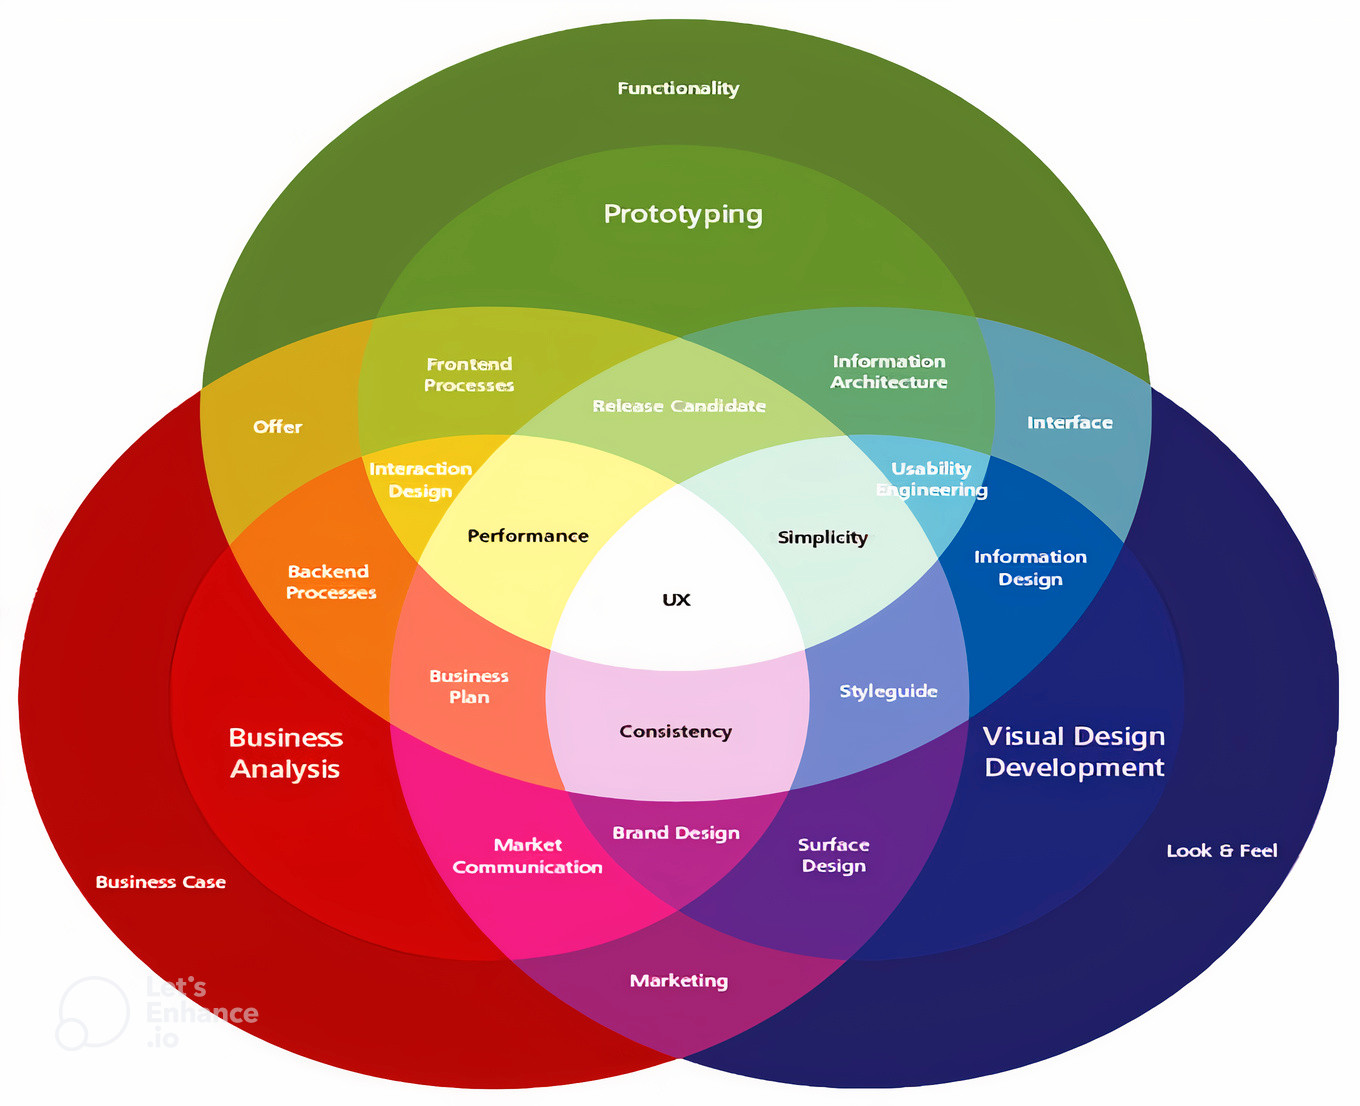 Functionality
Prototyping
Frontend
Processes
Information
Architecture
Release Candidate
Offer
Interface
Interaction
Design
Usability
Engineering
Performance
Simplicity
Backend
Processes
Information
Design
UX
Business
Plan
Styleguide
Consistency
Business
Analysis
Visual Design
Development
Brand Design
Market
Communication
Surface
Design
Look & Feel
Business Case
Marketing
Let's
Enhance
.io